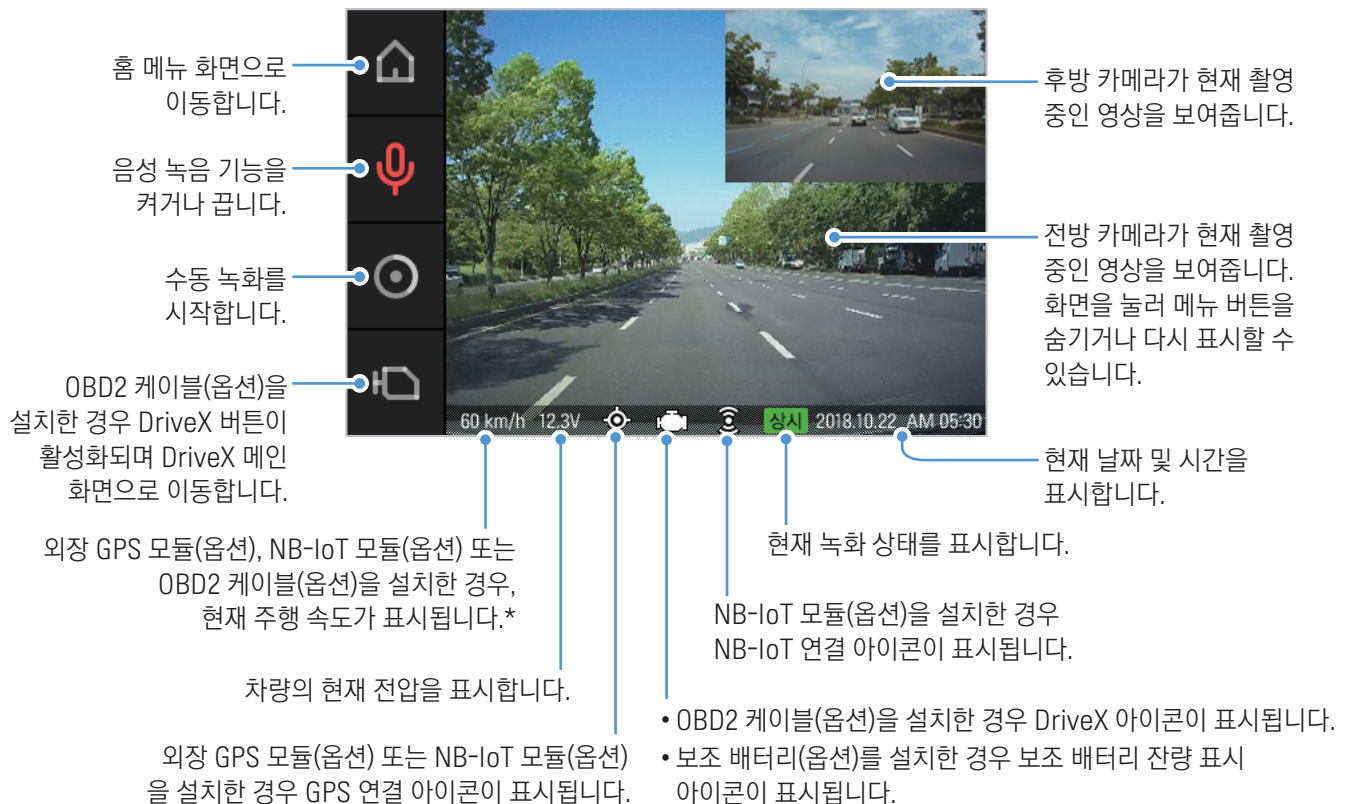 홈 메뉴 화면으로
이동합니다.
음성 녹음 기능을
켜거나 끕니다.
수동 녹화를
시작합니다.
OBD2 케이블(옵션)을
설치한 경우 DriveX 버튼이
활성화되며 DriveX 메인
화면으로 이동합니다.
후방 카메라가 현재 촬영
중인 영상을 보여줍니다.
전방 카메라가 현재 촬영
중인 영상을 보여줍니다.
화면을 눌러 메뉴 버튼을
숨기거나 다시 표시할 수
있습니다.
60 km/h 12.3V 상시 2018.10.22 AM 05:30
현재 날짜 및 시간을
표시합니다.
현재 녹화 상태를 표시합니다.
외장 GPS 모듈(옵션), NB-IoT 모듈(옵션) 또는
OBD2 케이블(옵션)을 설치한 경우,
현재 주행 속도가 표시됩니다.*
NB-IoT 모듈(옵션)을 설치한 경우
NB-IoT 연결 아이콘이 표시됩니다.
차량의 현재 전압을 표시합니다.
• OBD2 케이블(옵션)을 설치한 경우 DriveX 아이콘이 표시됩니다.
• 보조 배터리(옵션)를 설치한 경우 보조 배터리 잔량 표시
아이콘이 표시됩니다.
외장 GPS 모듈(옵션) 또는 NB-IoT 모듈(옵션)
을 설치한 경우 GPS 연결 아이콘이 표시됩니다.